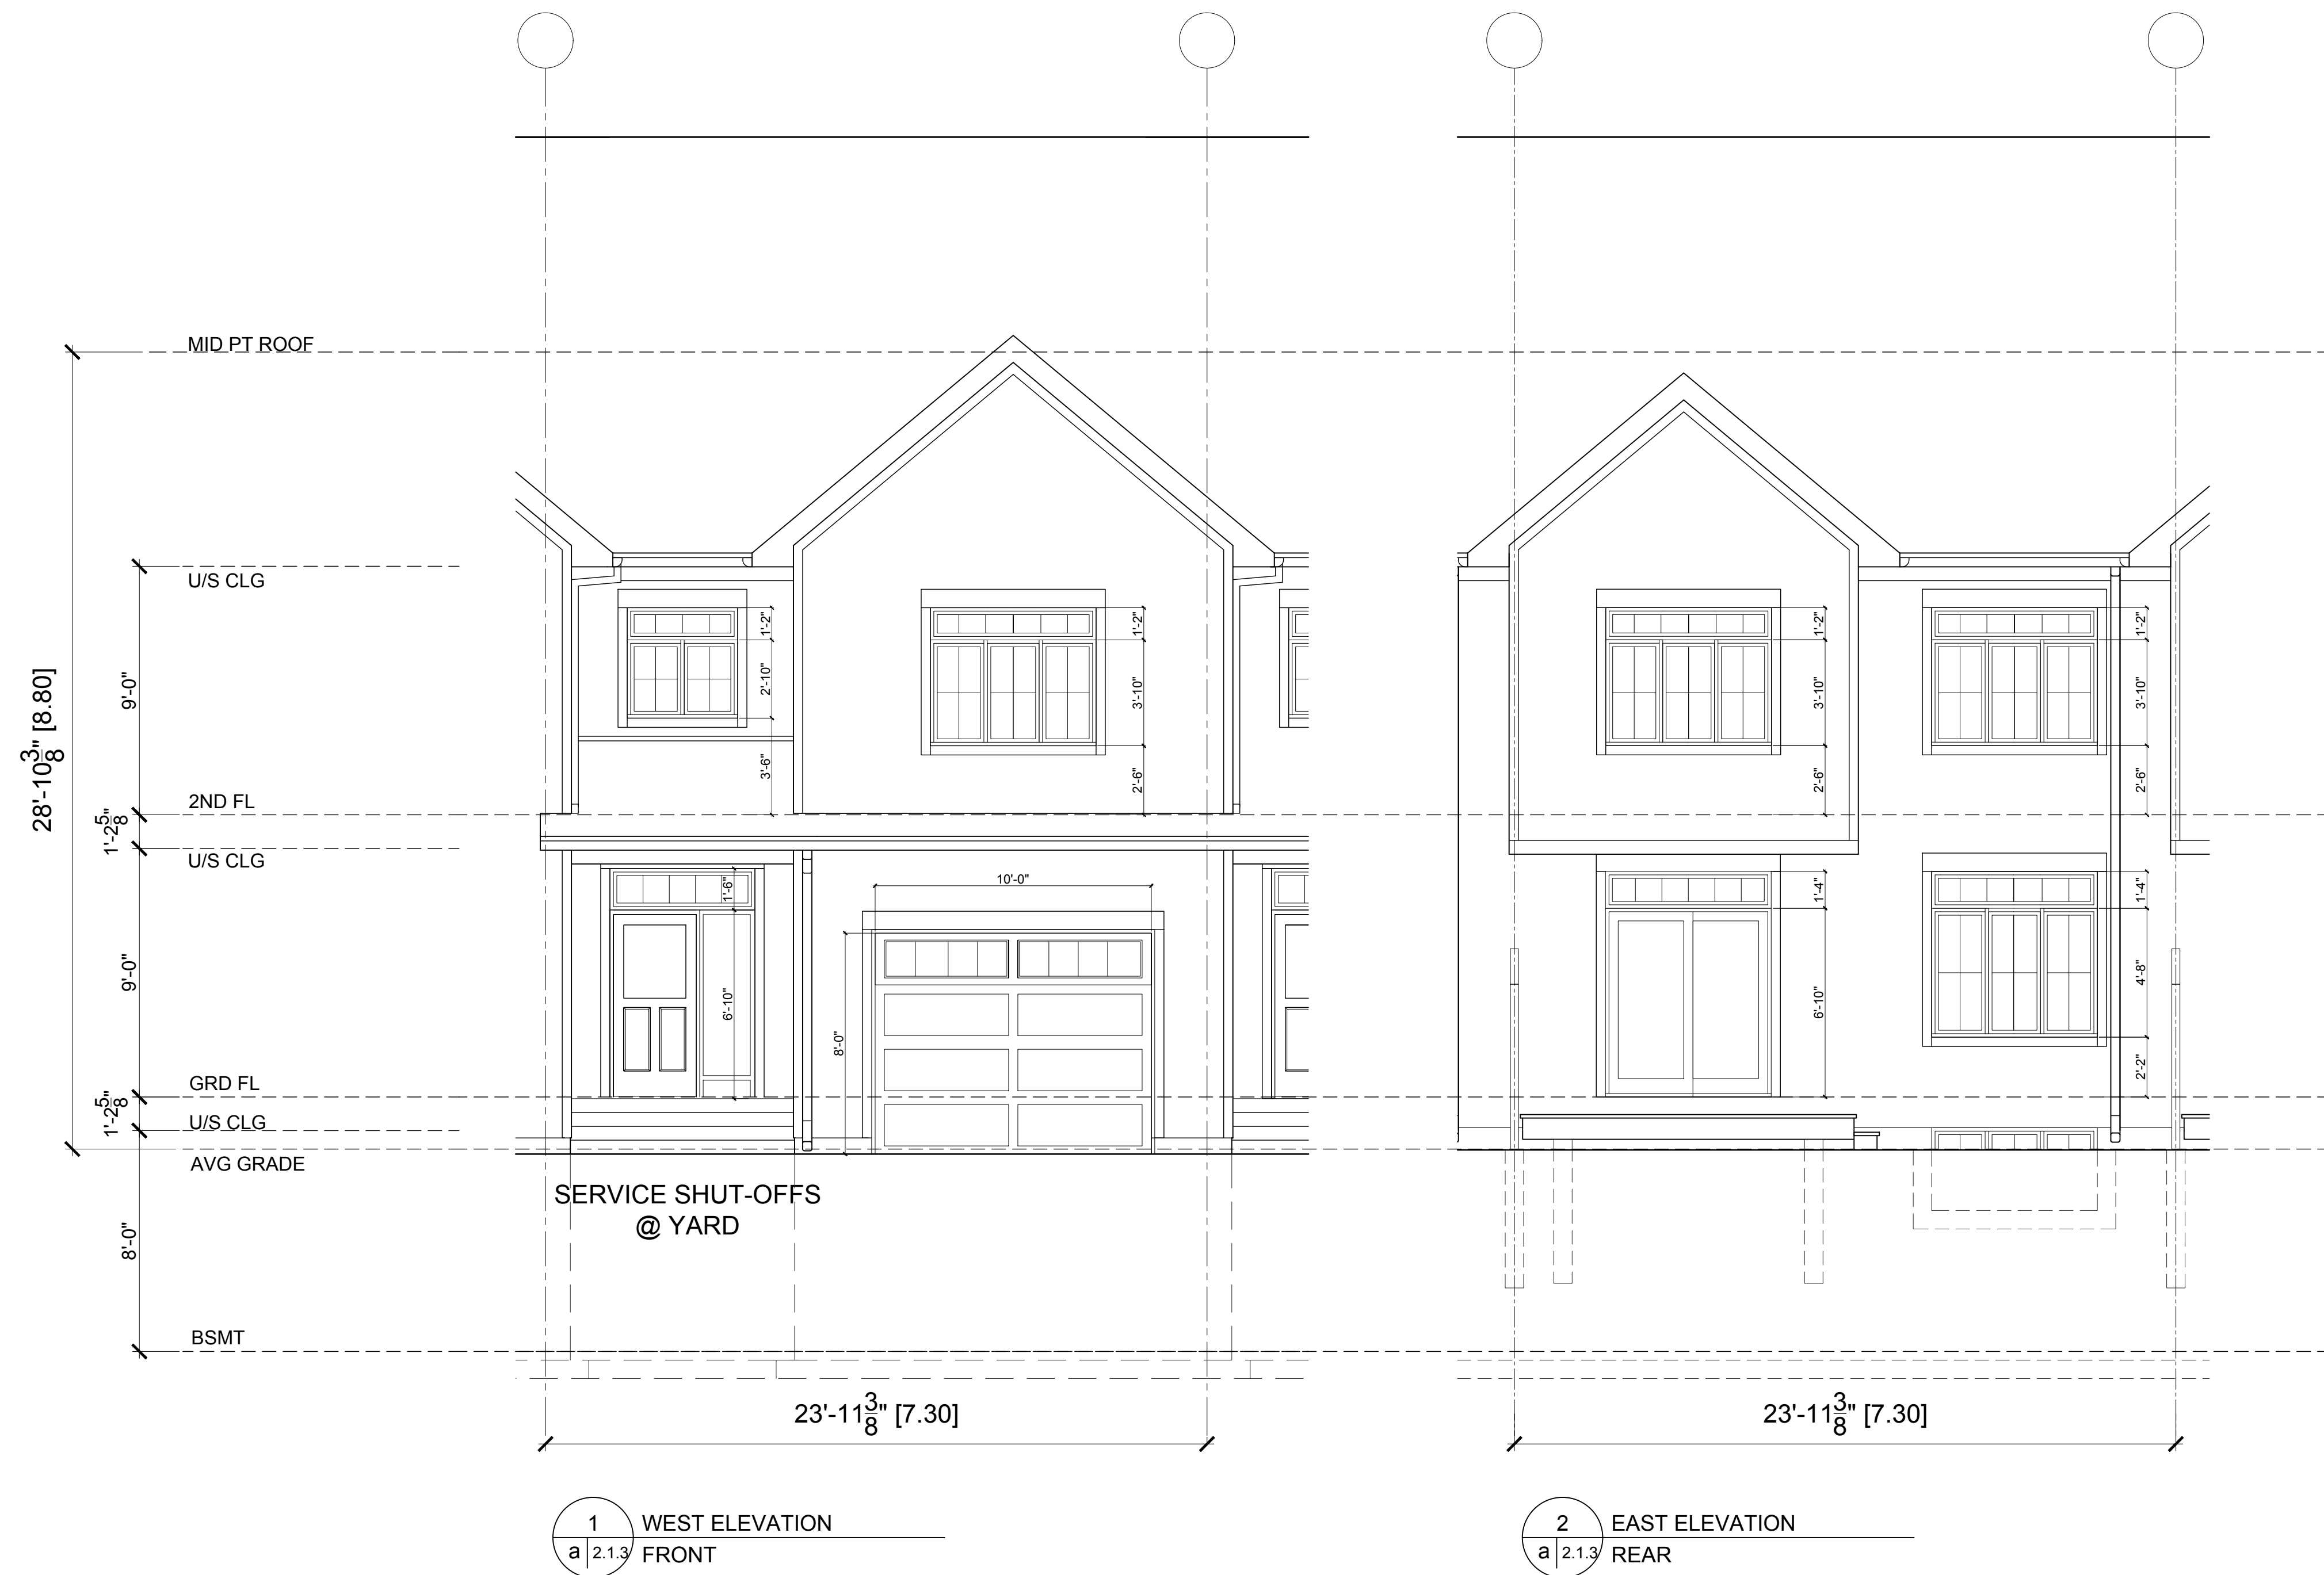 MID PT ROOF
U/S CLG
9'-0"
28'-10 3/8" [8.80]
2ND FL
1'-2 5/8"
U/S CLG
9'-0"
GRD FL
1'-2 5/8"
U/S CLG
AVG GRADE
8'-0"
BSMT
1'-2"
2'-10"
3'-6"
1'-2"
3'-10"
2'-6"
1'-6"
6'-10"
10'-0"
8'-0"
SERVICE SHUT-OFFS
@ YARD
23'-11 3/8" [7.30]
1
WEST ELEVATION
a 2.1.3
FRONT
1'-2"
3'-10"
2'-6"
1'-2"
3'-10"
2'-6"
1'-4"
6'-10"
1'-4"
4'-8"
2'-2"
23'-11 3/8" [7.30]
2
EAST ELEVATION
a 2.1.3
REAR